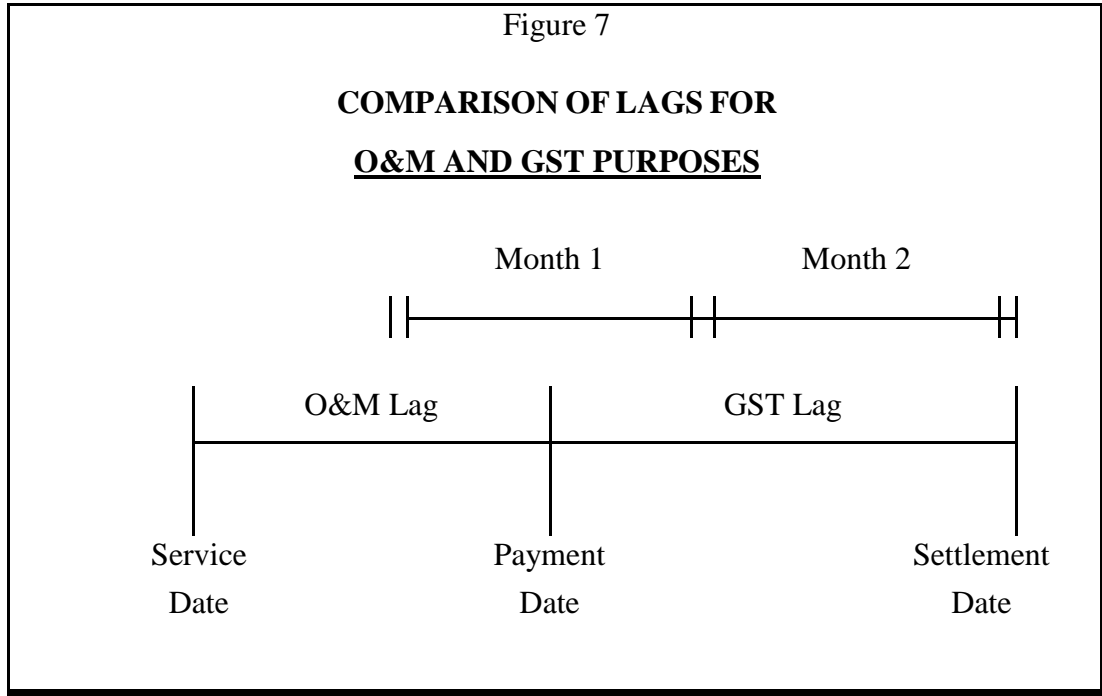 Figure 7
COMPARISON OF LAGS FOR
O&M AND GST PURPOSES
Month 1 Month 2
O&M Lag GST Lag
Service Payment Settlement
Date Date Date